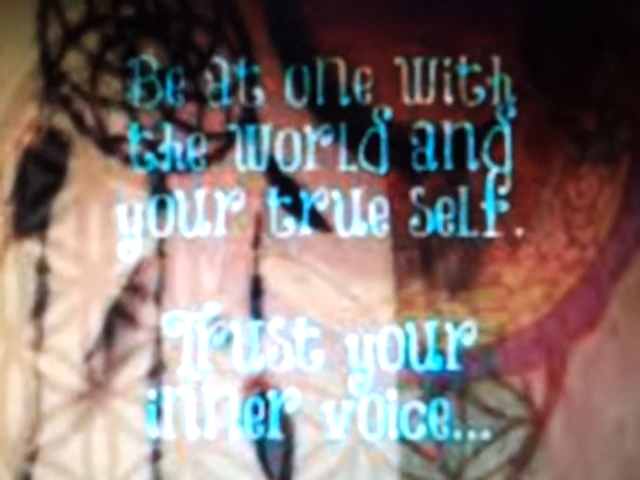 Be at one with
the world and
your true self.
Trust your
inner voice...